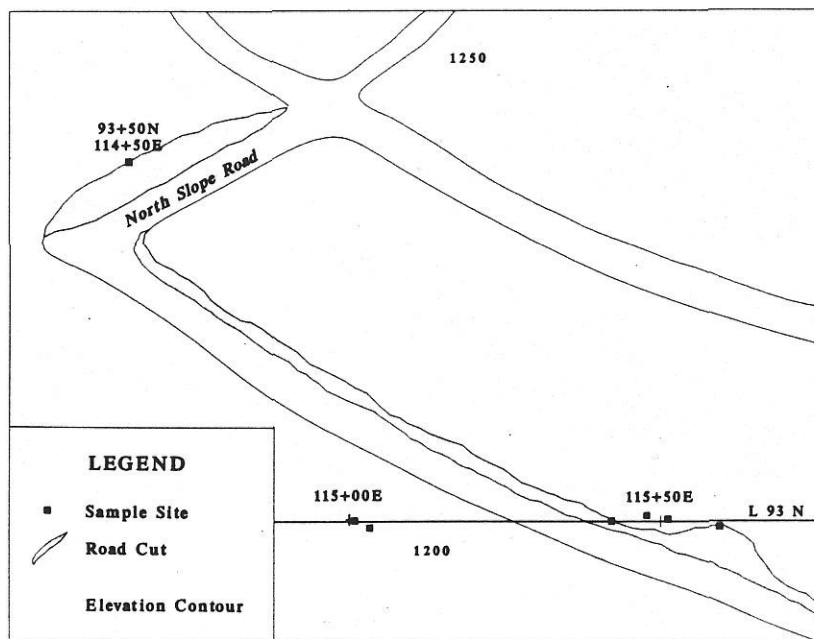 1250
93+50N
114+50E
North Slope Road
LEGEND
Sample Site
Road Cut
Elevation Contour
115+00E
115+50E
L 93 N
1200